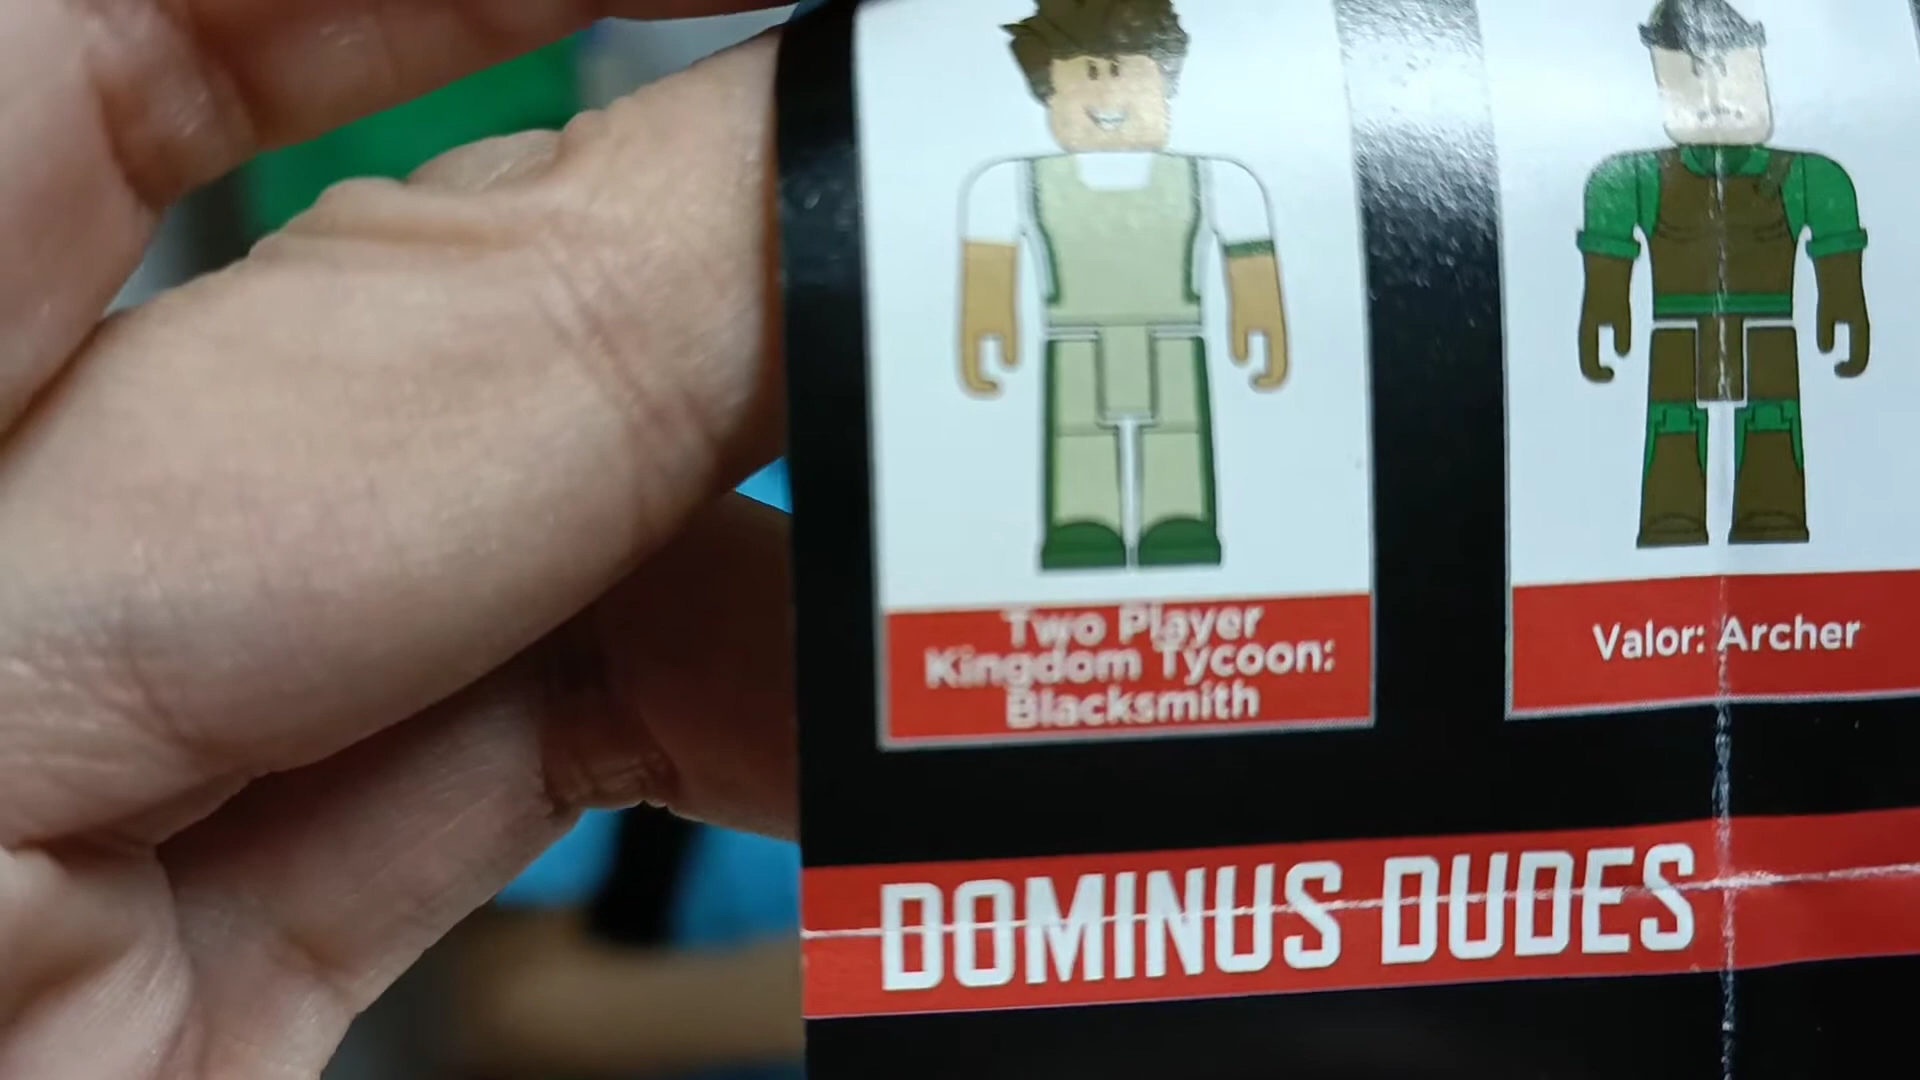 Two Player
Kingdom Tycoon:
Blacksmith
Valor: Archer
DOMINUS DUDES